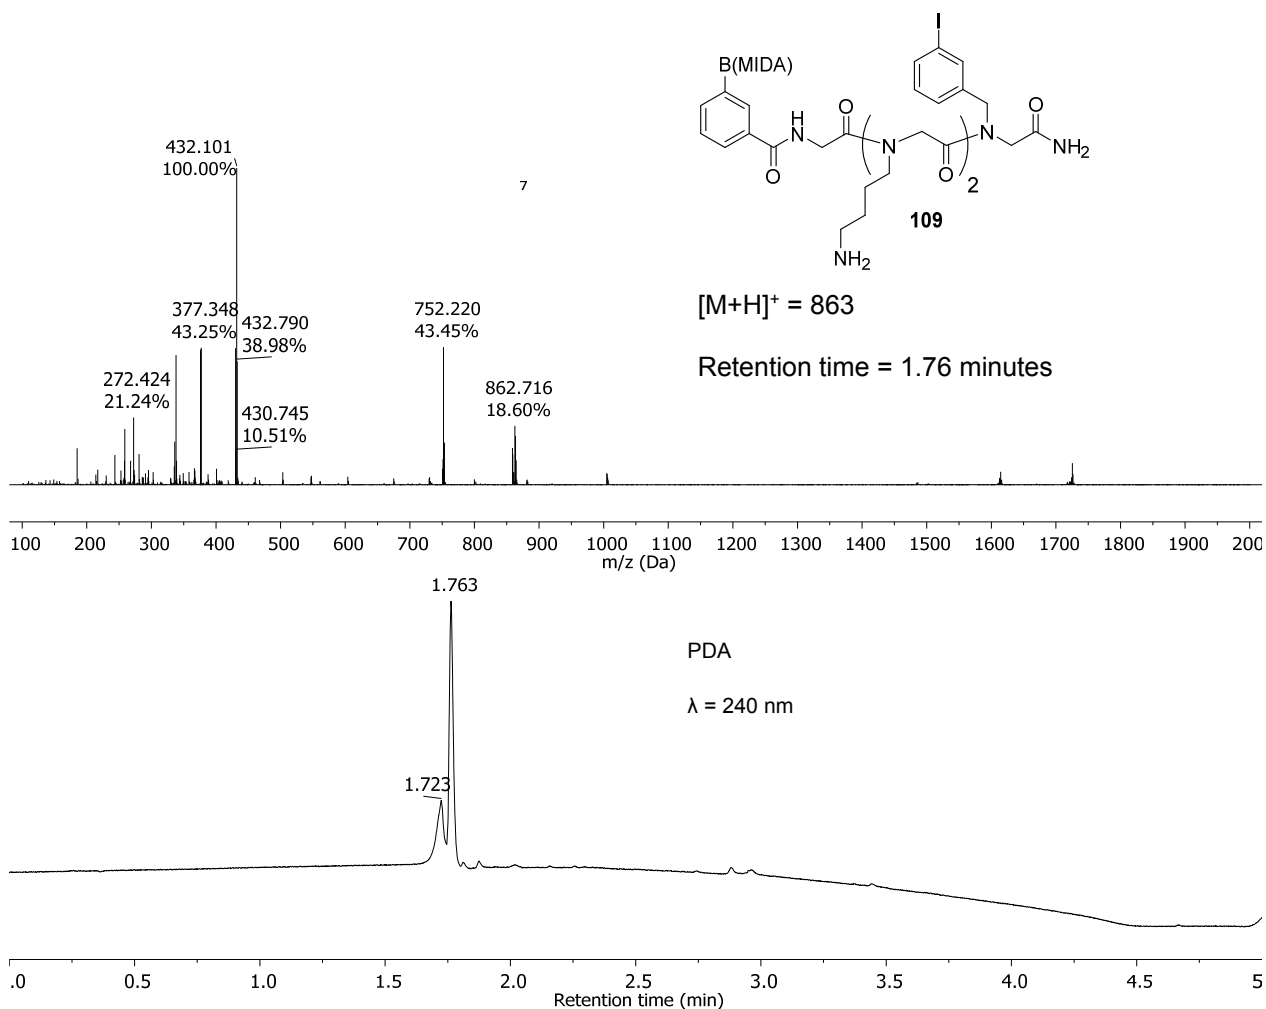 I
B(MIDA)
O
H
N
O
N
O
2
N
O
NH2
O
NH2
109
432.101
100.00%
7
377.348
43.25%
432.790
38.98%
752.220
43.45%
272.424
21.24%
430.745
10.51%
862.716
18.60%
[M+H]+ = 863
Retention time = 1.76 minutes
100 200 300 400 500 600 700 800 900 1000 1100 1200 1300 1400 1500 1600 1700 1800 1900 200
m/z (Da)
1.763
PDA
λ = 240 nm
1.723
.0 0.5 1.0 1.5 2.0 2.5 3.0 3.5 4.0 4.5 5
Retention time (min)